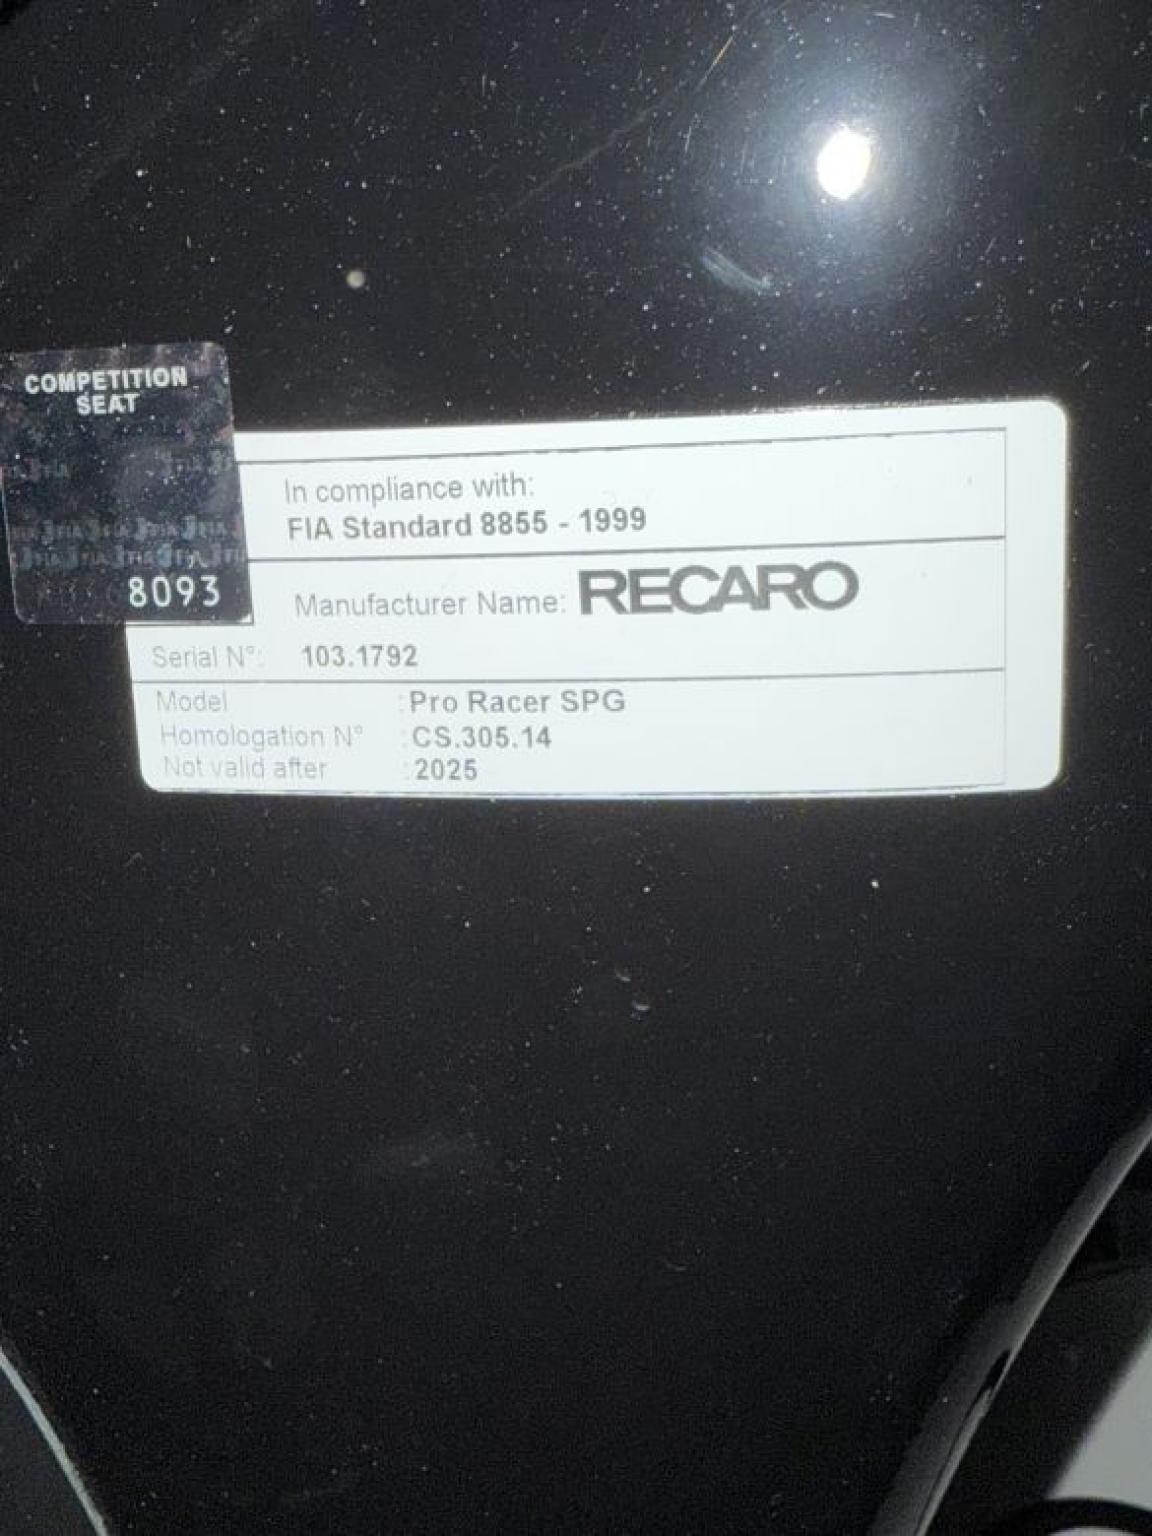 COMPETITION
SEAT
8093
In compliance with:
FIA Standard 8855 - 1999
Manufacturer Name: RECARO
Serial N°: 103.1792
Model : Pro Racer SPG
Homologation N° : CS.305.14
Not valid after : 2025